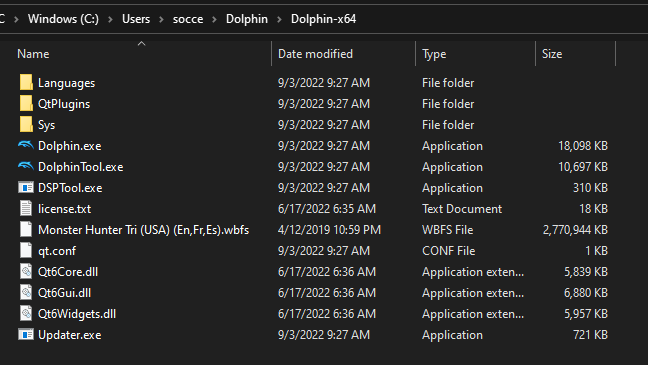 C > Windows (C:) > Users > socce > Dolphin > Dolphin-x64
Name Date modified Type Size
Languages 9/3/2022 9:27 AM File folder
QtPlugins 9/3/2022 9:27 AM File folder
Sys 9/3/2022 9:27 AM File folder
Dolphin.exe 9/3/2022 9:27 AM Application 18,098 KB
DolphinTool.exe 9/3/2022 9:27 AM Application 10,697 KB
DSPTool.exe 9/3/2022 9:27 AM Application 310 KB
license.txt 6/17/2022 6:35 AM Text Document 18 KB
Monster Hunter Tri (USA) (En,Fr,Es).wbfs 4/12/2019 10:59 PM WBFS File 2,770,944 KB
qt.conf 9/3/2022 9:27 AM CONF File 1 KB
Qt6Core.dll 6/17/2022 6:36 AM Application exten... 5,839 KB
Qt6Gui.dll 6/17/2022 6:36 AM Application exten... 6,880 KB
Qt6Widgets.dll 6/17/2022 6:36 AM Application exten... 5,957 KB
Updater.exe 9/3/2022 9:27 AM Application 721 KB